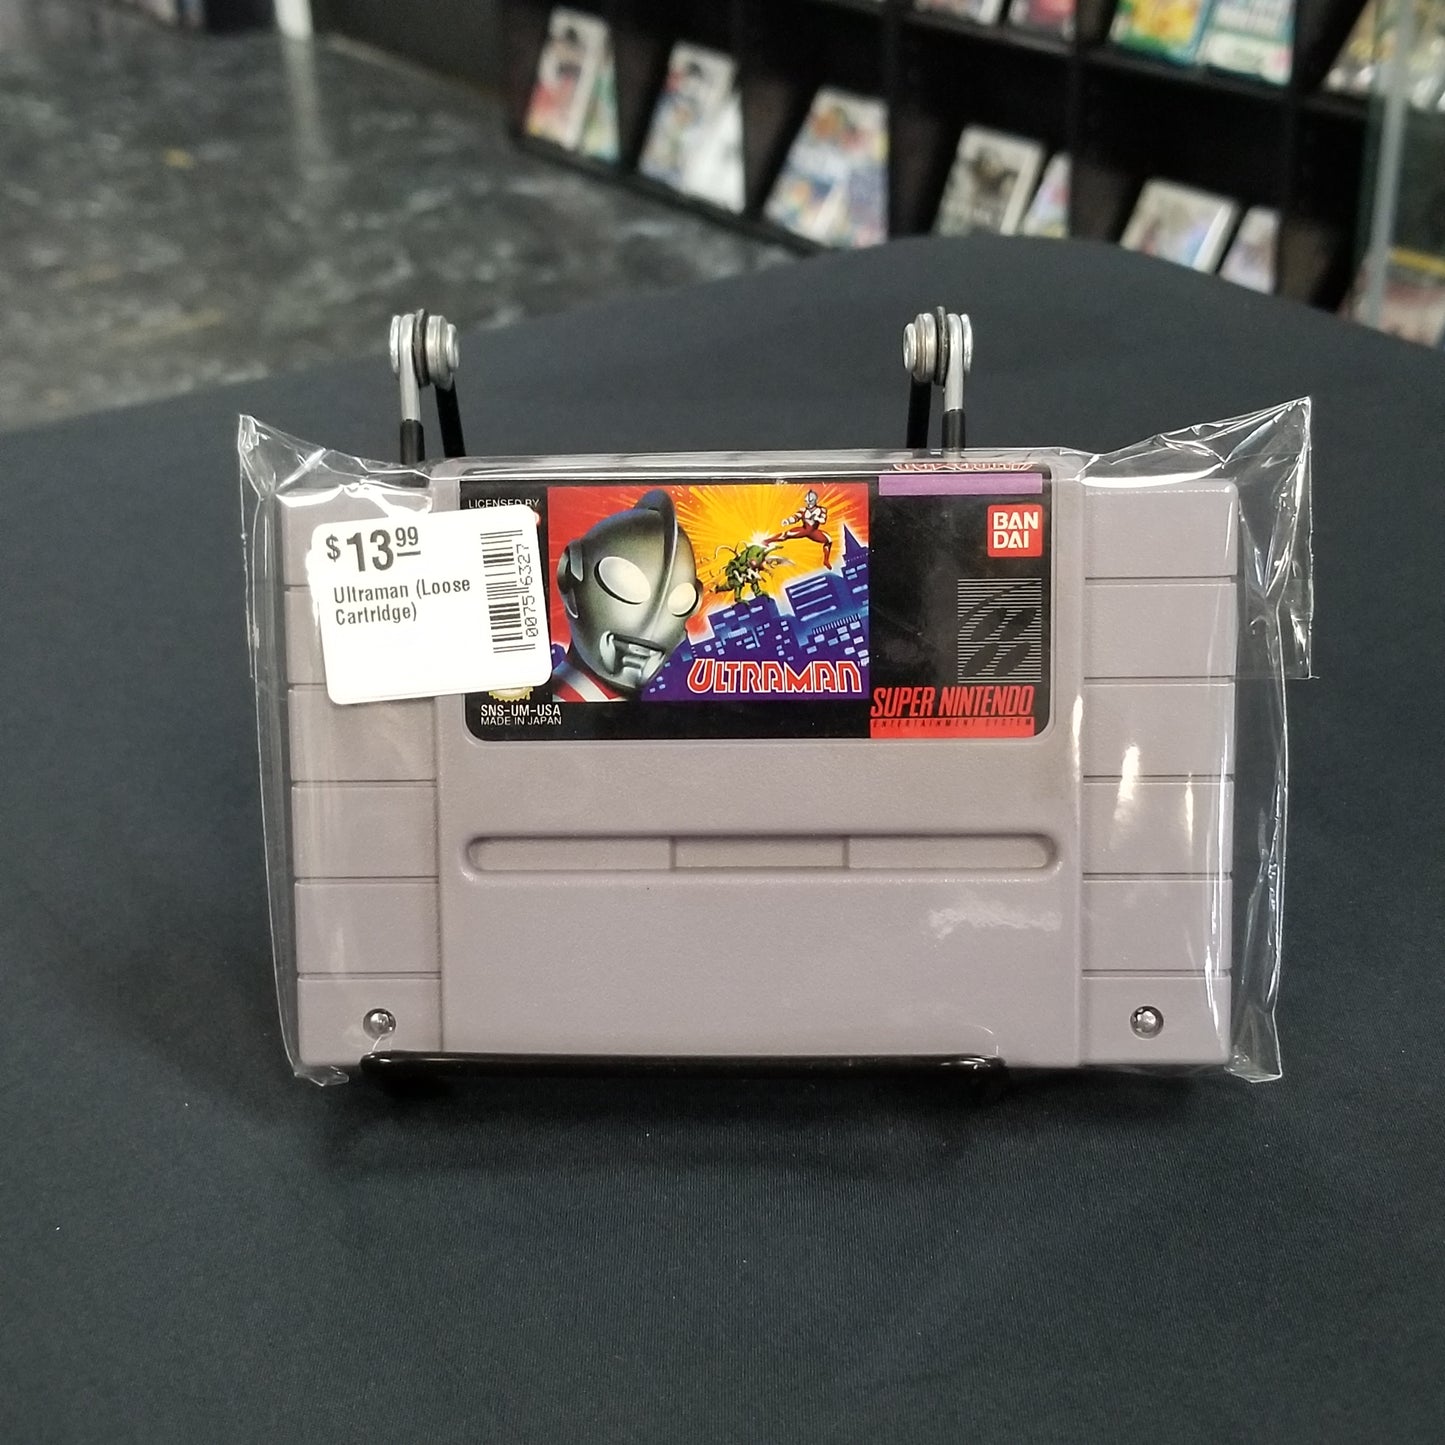 LICENSED BY
$13.99
Ultraman (Loose
Cartridge)
007516327
BAN
DAI
ULTRAMAN
SUPER NINTENDO
ENTERTAINMENT SYSTEM
SNS-UM-USA
MADE IN JAPAN